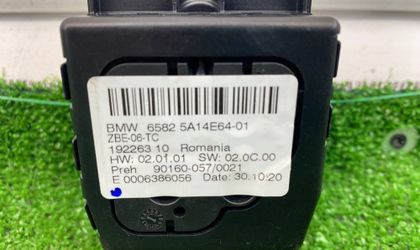 BMW 6582 5A14E64-01
ZBE-06-TC
192263 10 Romania
HW: 02.01.01 SW: 02.0C.00
Preh 90160-057/0021
E 0006386056 Date: 30.10.20